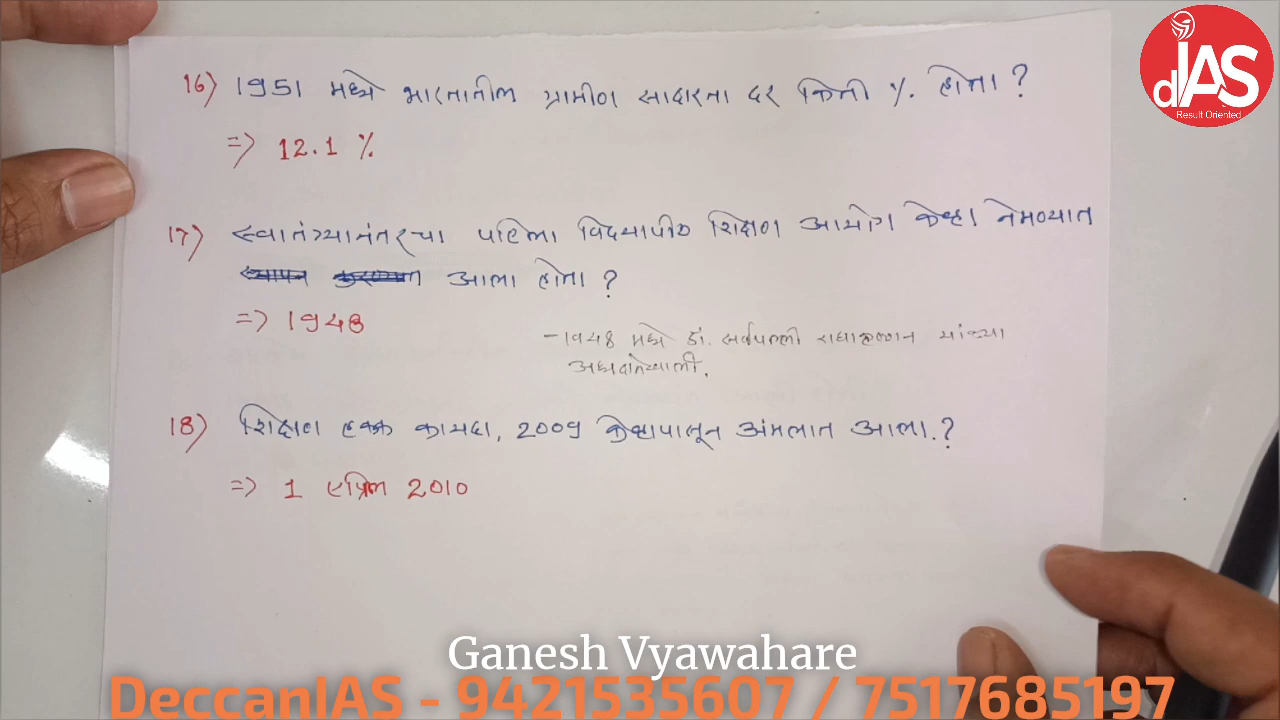 dIAS
Result Oriented
16) 1951 मध्ये भारतातील ग्रामीण साक्षरता दर किती % होता?
=> 12.1 %
17) स्वातंत्र्यानंतरचा पहिला विद्यापीठ शिक्षण आयोग केव्हा नेमण्यात
आला होता?
=> 1948
- 1948 मध्ये डॉ. सर्वपल्ली राधाकृष्णन यांच्या
अध्यक्षतेखाली.
18) शिक्षण हक्क कायदा, 2009 केव्हापासून अंमलात आला.?
=> 1 एप्रिल 2010
Ganesh Vyawahare
DeccanIAS - 9421535607 / 7517685197